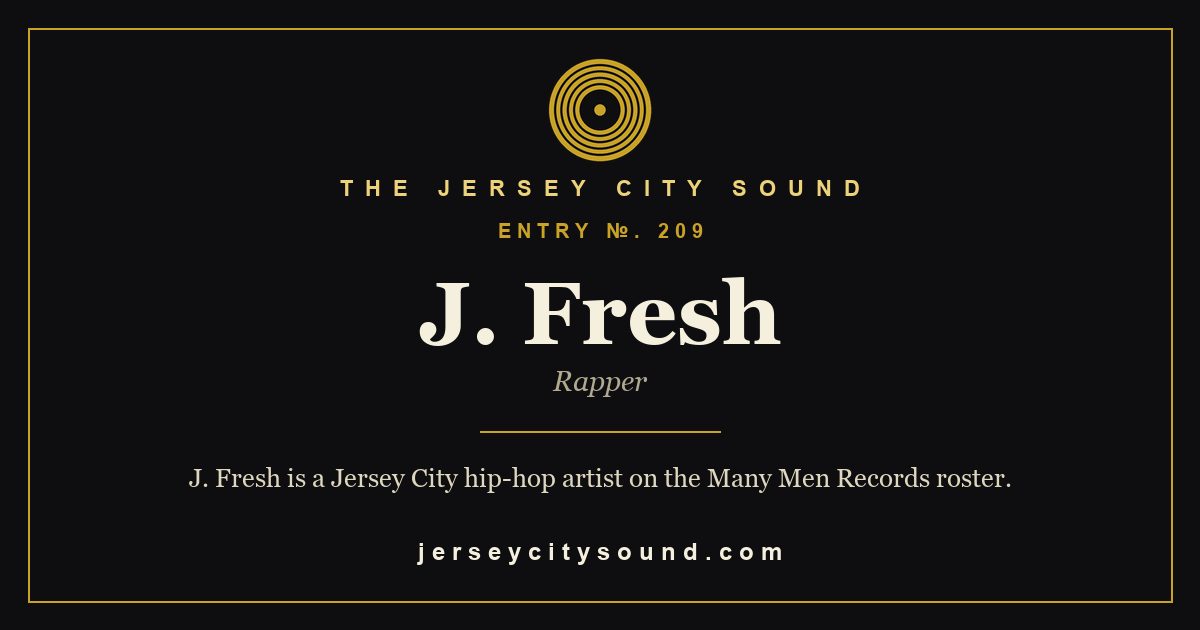 THE JERSEY CITY SOUND
ENTRY №. 209
J. Fresh
Rapper
J. Fresh is a Jersey City hip-hop artist on the Many Men Records roster.
jerseycitysound.com